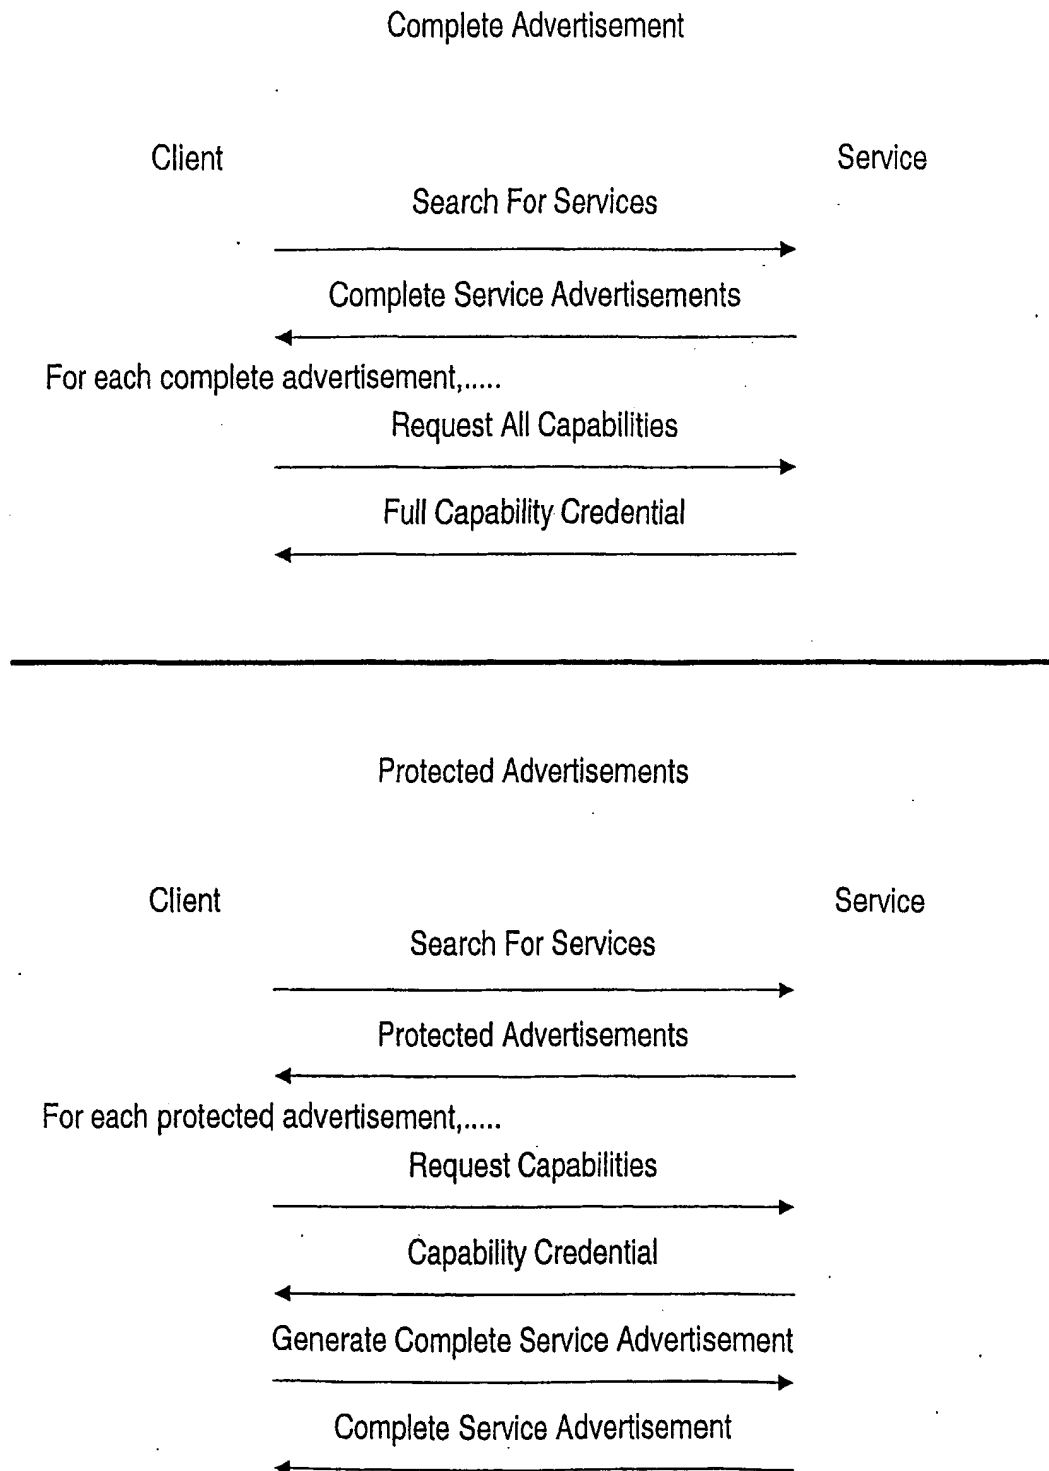 Complete Advertisement
Client
Service
Search For Services
Complete Service Advertisements
For each complete advertisement,.....
Request All Capabilities
Full Capability Credential
Protected Advertisements
Client
Service
Search For Services
Protected Advertisements
For each protected advertisement,.....
Request Capabilities
Capability Credential
Generate Complete Service Advertisement
Complete Service Advertisement